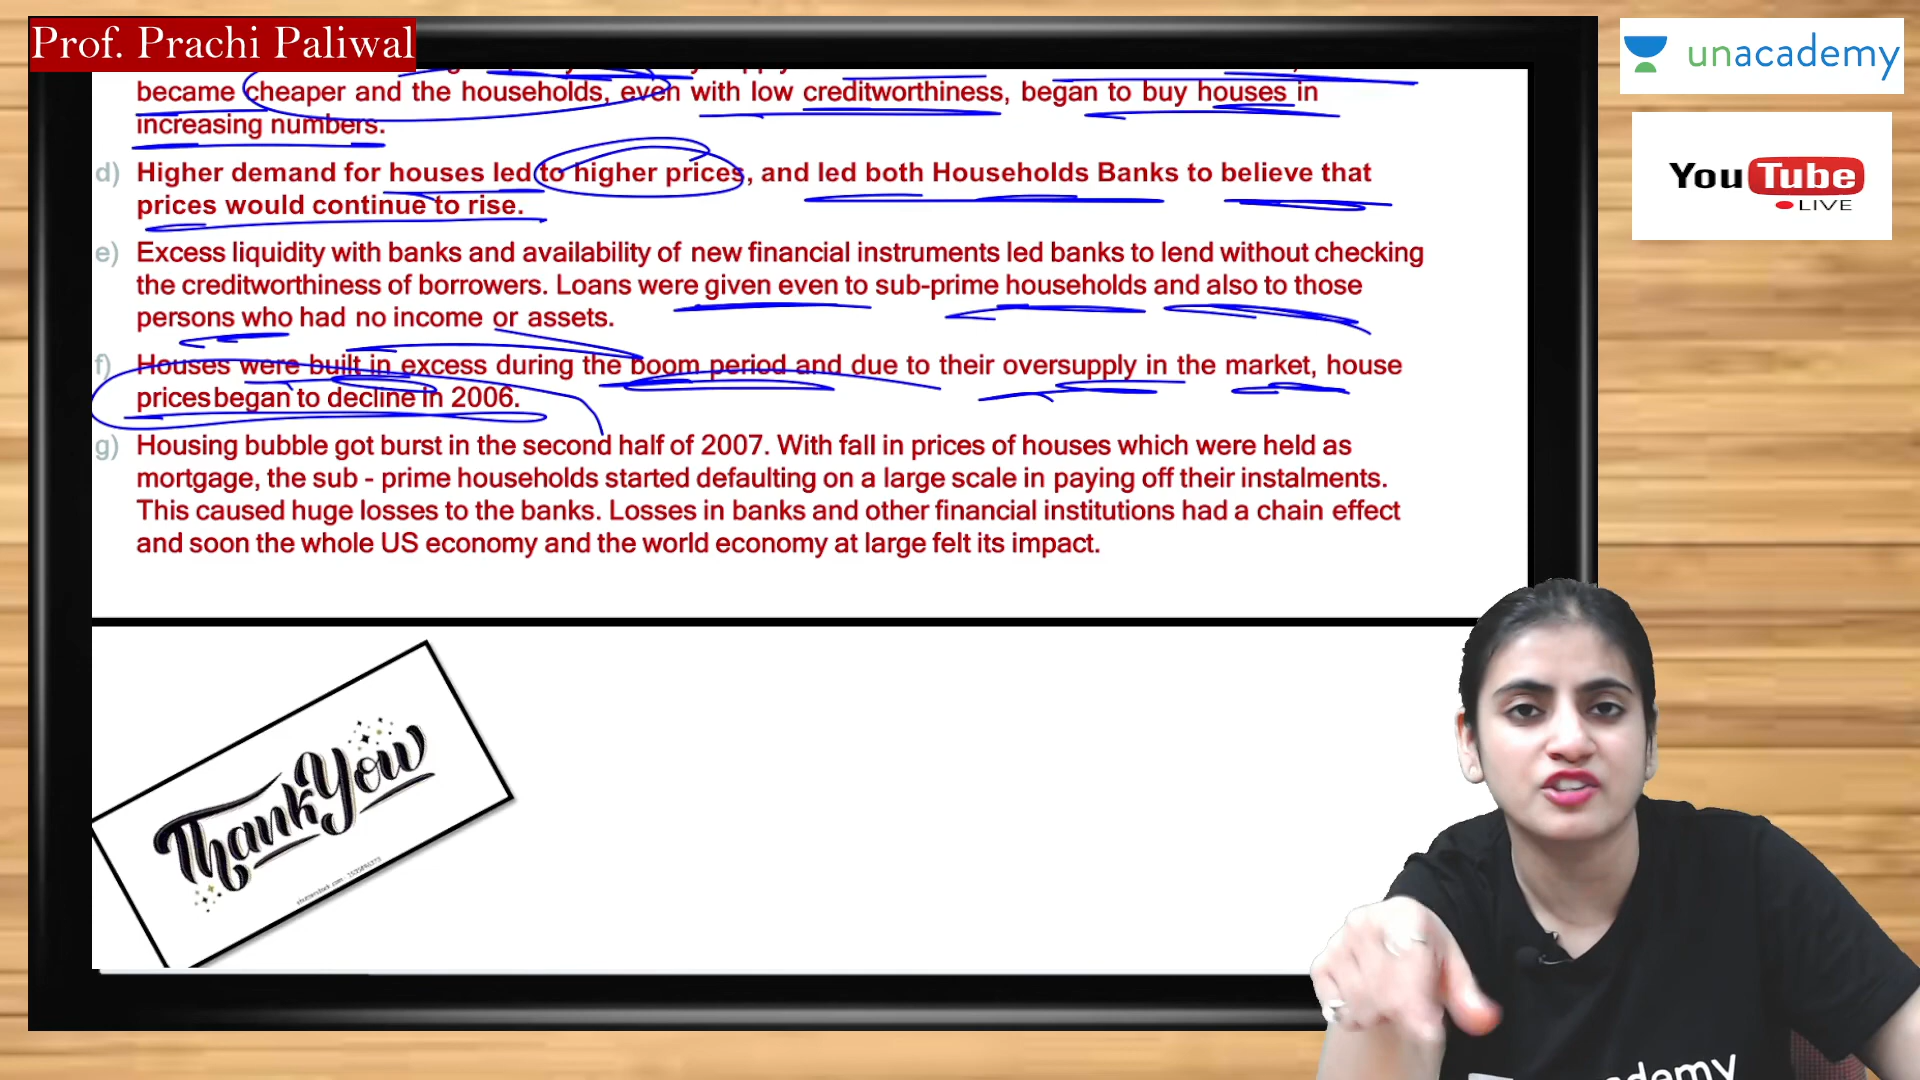 Prof. Prachi Paliwal
unacademy
became cheaper and the households, even with low creditworthiness, began to buy houses in
increasing numbers.
You Tube
LIVE
d) Higher demand for houses led to higher prices, and led both Households Banks to believe that
prices would continue to rise.
e) Excess liquidity with banks and availability of new financial instruments led banks to lend without checking
the creditworthiness of borrowers. Loans were given even to sub-prime households and also to those
persons who had no income or assets.
f) Houses were built in excess during the boom period and due to their oversupply in the market, house
prices began to decline in 2006.
g) Housing bubble got burst in the second half of 2007. With fall in prices of houses which were held as
mortgage, the sub - prime households started defaulting on a large scale in paying off their instalments.
This caused huge losses to the banks. Losses in banks and other financial institutions had a chain effect
and soon the whole US economy and the world economy at large felt its impact.
Thank You